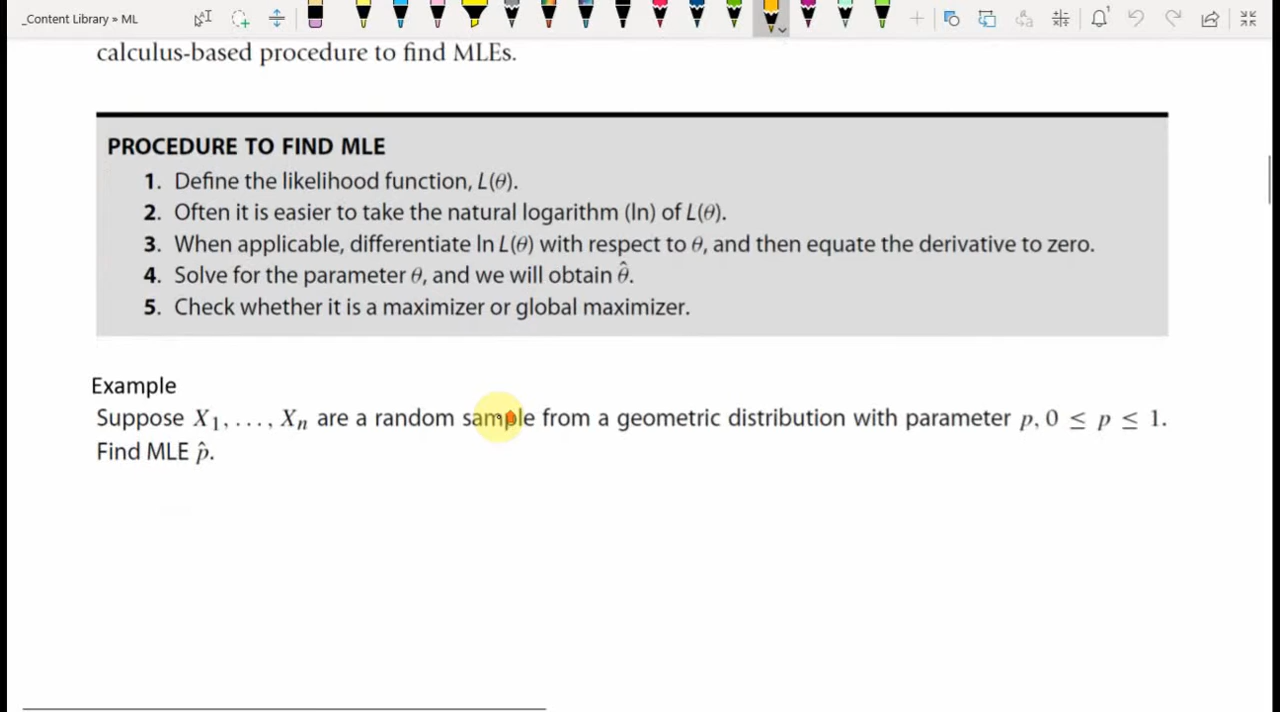 _Content Library » ML
calculus-based procedure to find MLEs.
PROCEDURE TO FIND MLE
1. Define the likelihood function, L(θ).
2. Often it is easier to take the natural logarithm (ln) of L(θ).
3. When applicable, differentiate ln L(θ) with respect to θ, and then equate the derivative to zero.
4. Solve for the parameter θ, and we will obtain θ̂.
5. Check whether it is a maximizer or global maximizer.
Example
Suppose X₁, . . . , Xₙ are a random sample from a geometric distribution with parameter p, 0 ≤ p ≤ 1.
Find MLE p̂.